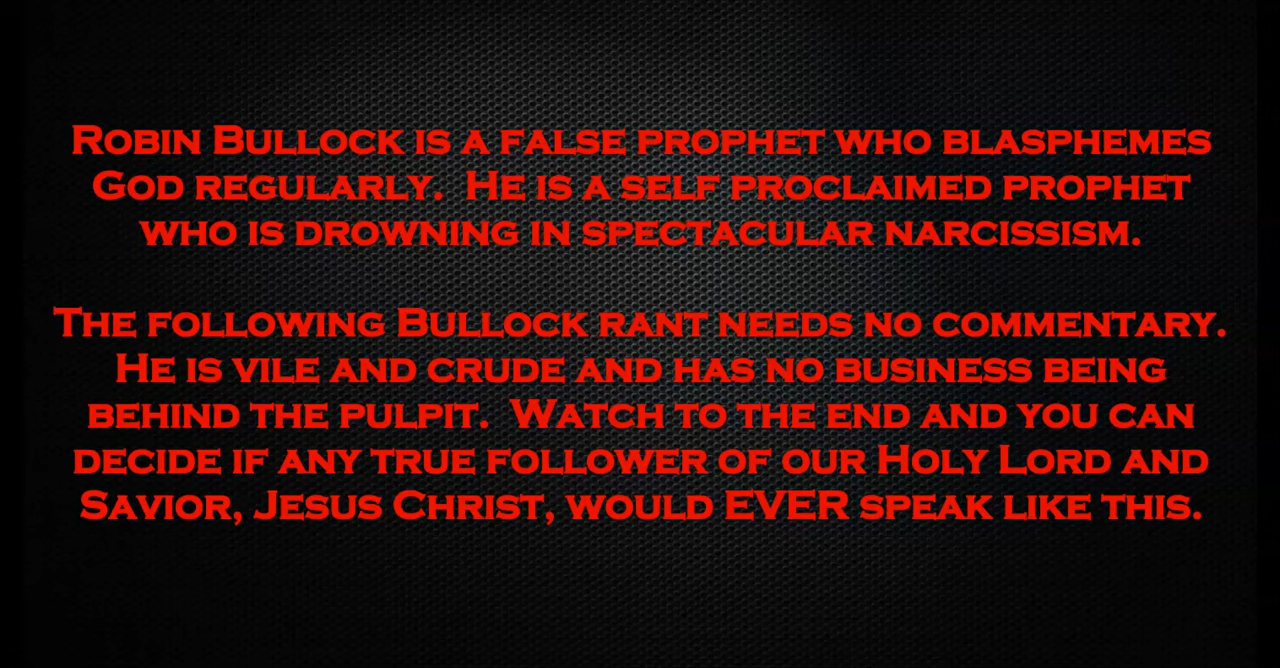 Robin Bullock is a false prophet who blasphemes
God regularly.  He is a self proclaimed prophet
who is drowning in spectacular narcissism.
The following Bullock rant needs no commentary.
He is vile and crude and has no business being
behind the pulpit.  Watch to the end and you can
decide if any true follower of our Holy Lord and
Savior, Jesus Christ, would EVER speak like this.